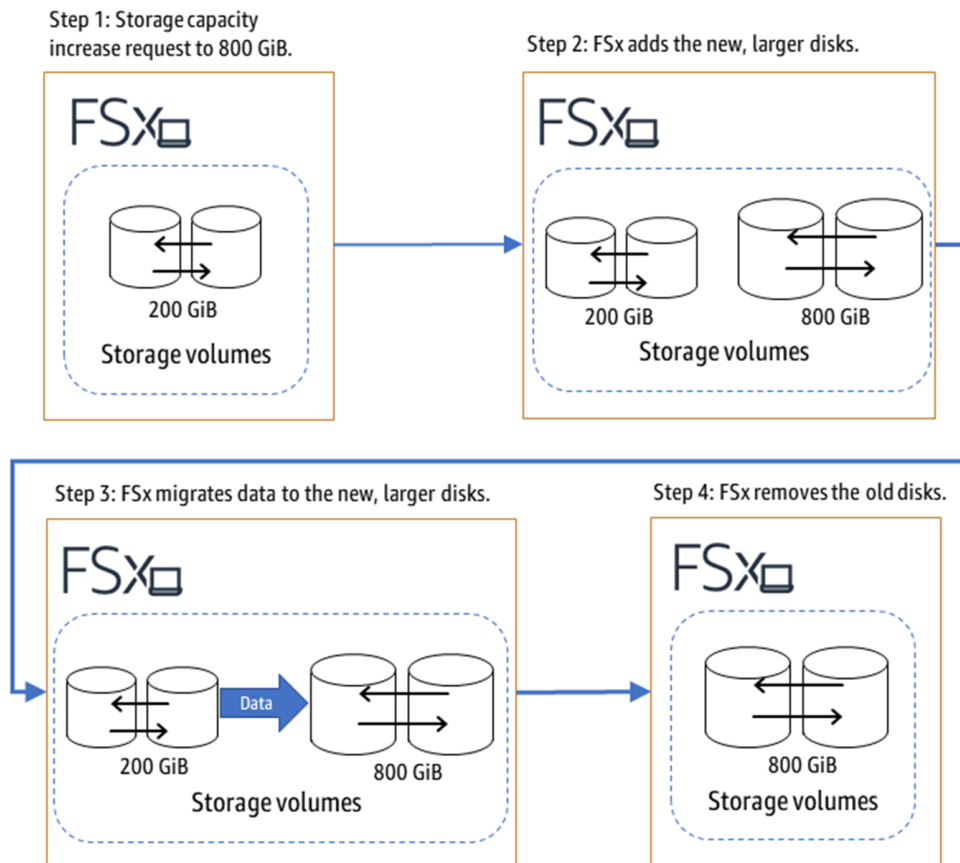 Step 1: Storage capacity
increase request to 800 GiB.
Step 2: FSx adds the new, larger disks.
FSx
200 GiB
Storage volumes
FSx
200 GiB
800 GiB
Storage volumes
Step 3: FSx migrates data to the new, larger disks.
Step 4: FSx removes the old disks.
FSx
Data
200 GiB
800 GiB
Storage volumes
FSx
800 GiB
Storage volumes